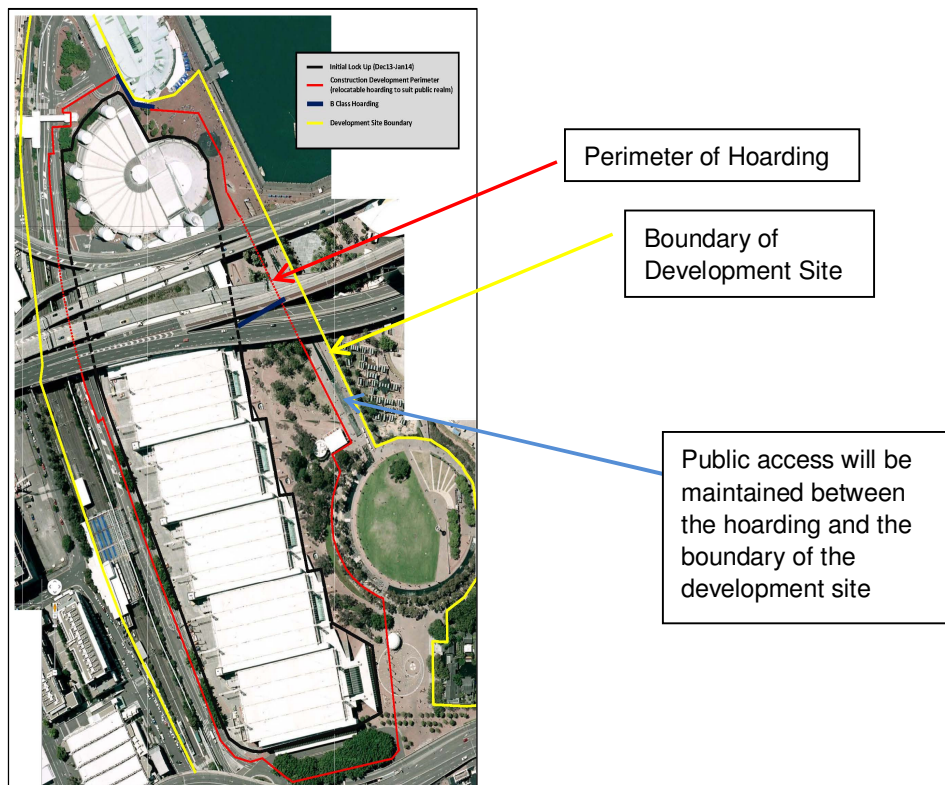 Initial Lock Up (Dec13-Jan14)
Construction Development Perimeter
(relocatable hoarding to suit public realm)
B Class Hoarding
Development Site Boundary
Perimeter of Hoarding
Boundary of
Development Site
Public access will be
maintained between
the hoarding and the
boundary of the
development site